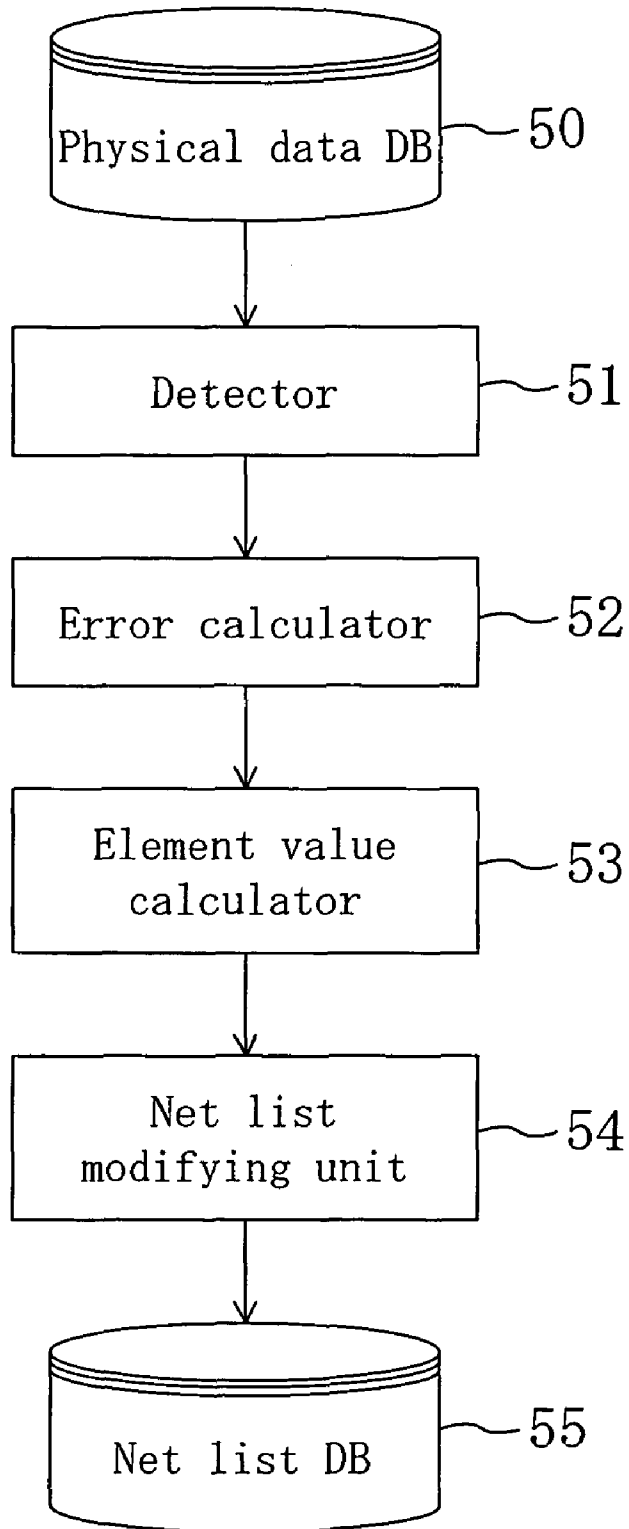 Physical data DB
50
Detector
51
Error calculator
52
Element value
calculator
53
Net list
modifying unit
54
Net list DB
55